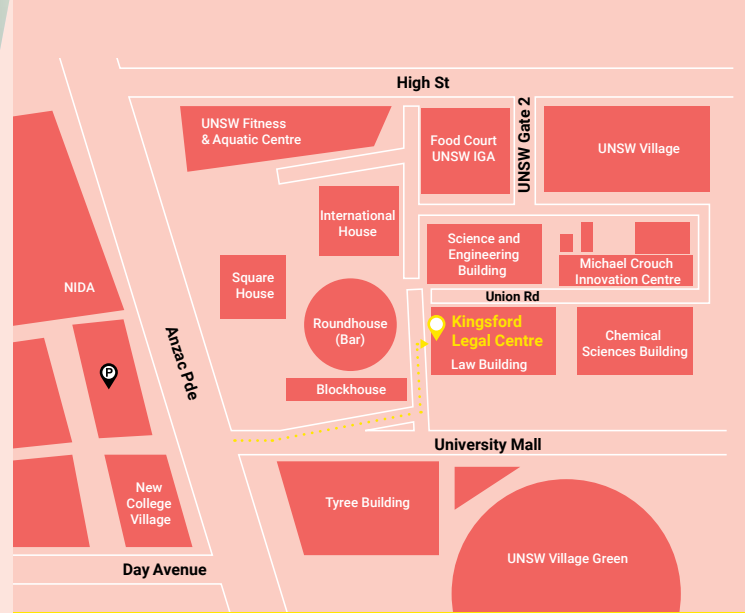 High St
UNSW Fitness
& Aquatic Centre
Food Court
UNSW IGA
UNSW Gate 2
UNSW Village
International
House
Science and
Engineering
Building
Michael Crouch
Innovation Centre
Square
House
NIDA
Union Rd
Roundhouse
(Bar)
Kingsford
Legal Centre
Law Building
Chemical
Sciences Building
Anzac Pde
P
Blockhouse
University Mall
New
College
Village
Tyree Building
UNSW Village Green
Day Avenue